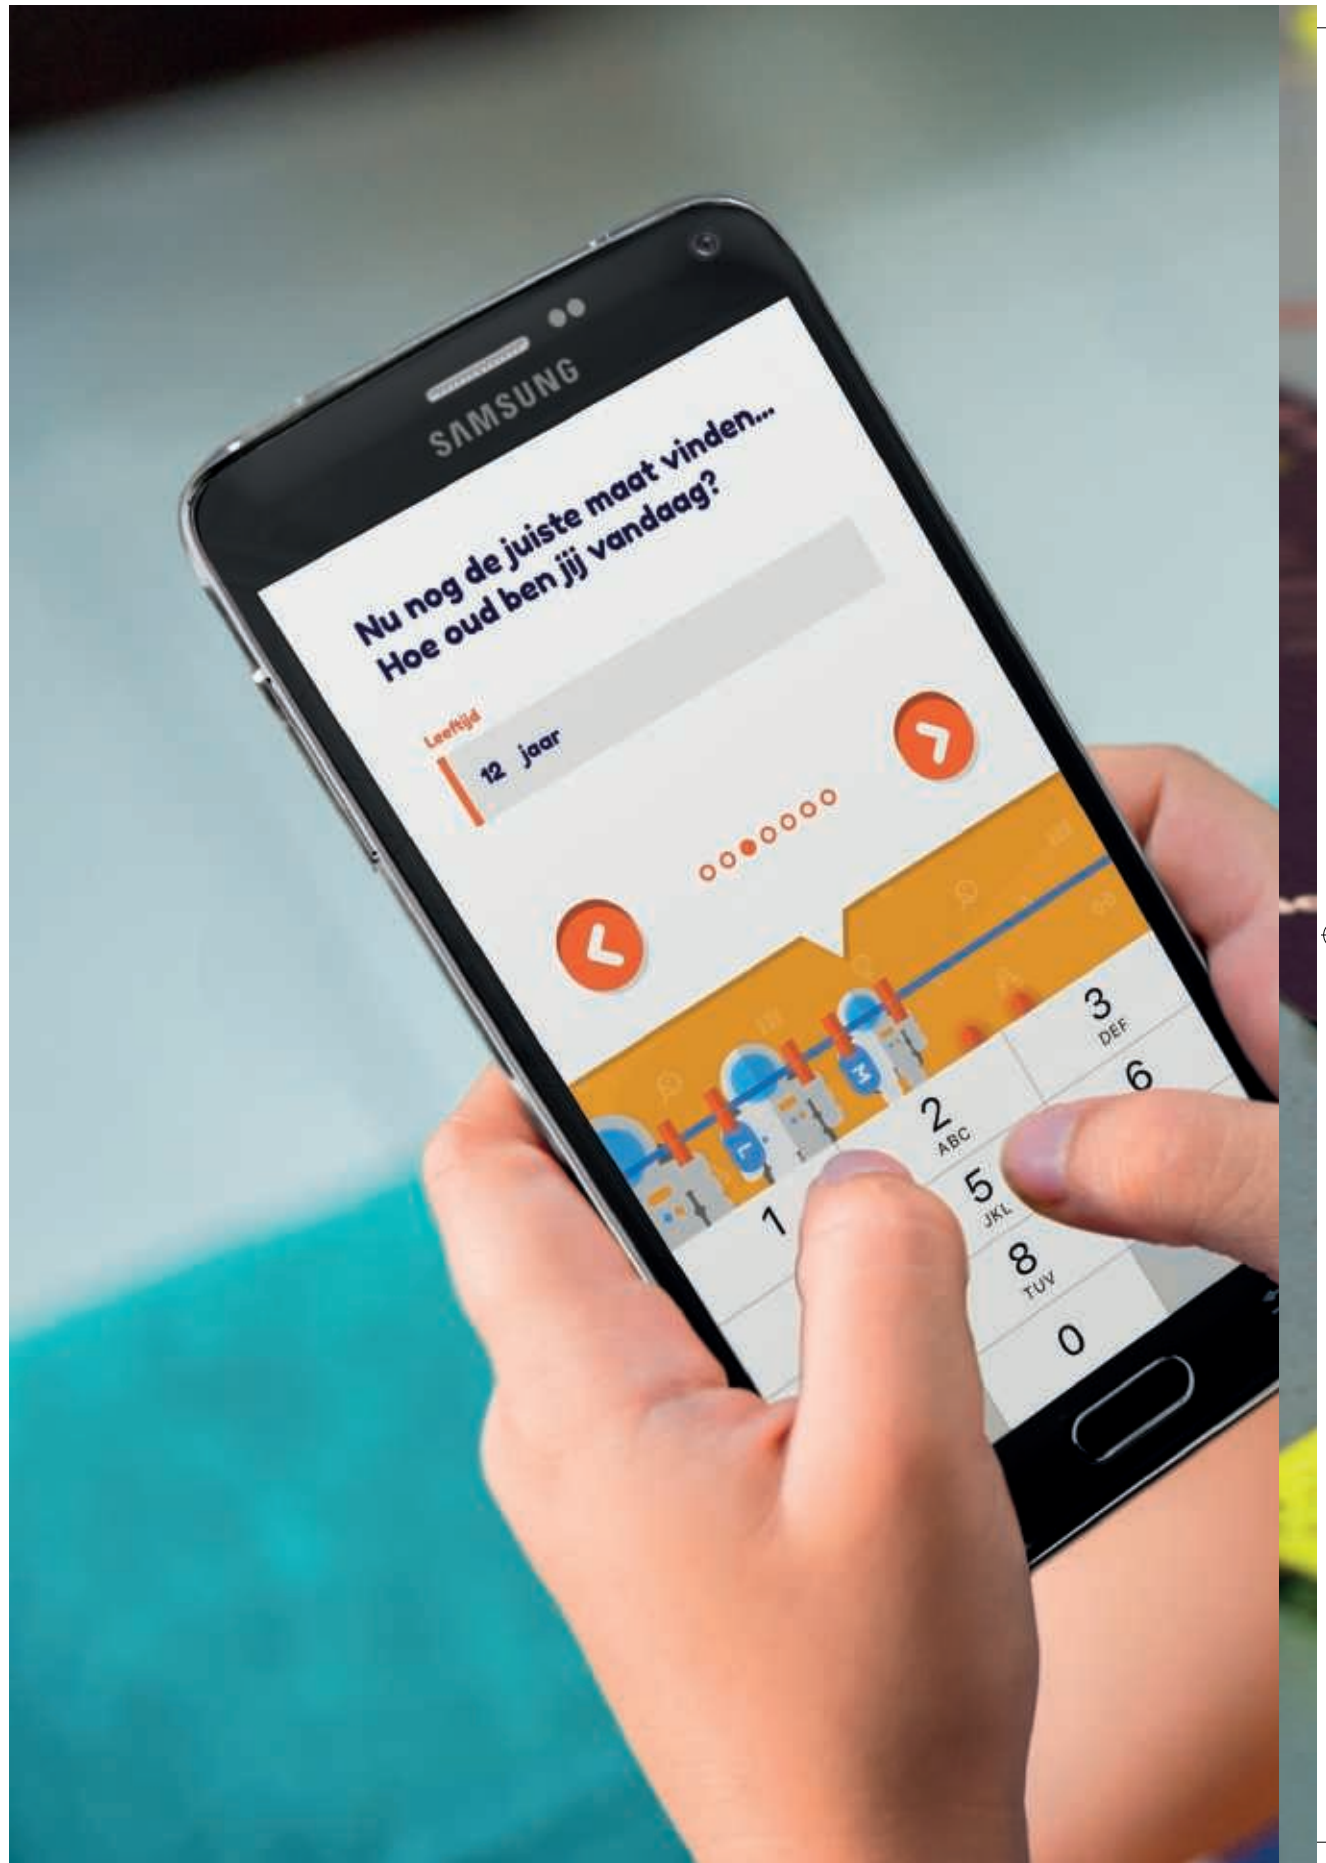 SAMSUNG
Nu nog de juiste maat vinden...
Hoe oud ben jij vandaag?
Leeftijd
12 jaar
L
M
1
2
ABC
3
DEF
5
JKL
6
8
TUV
0